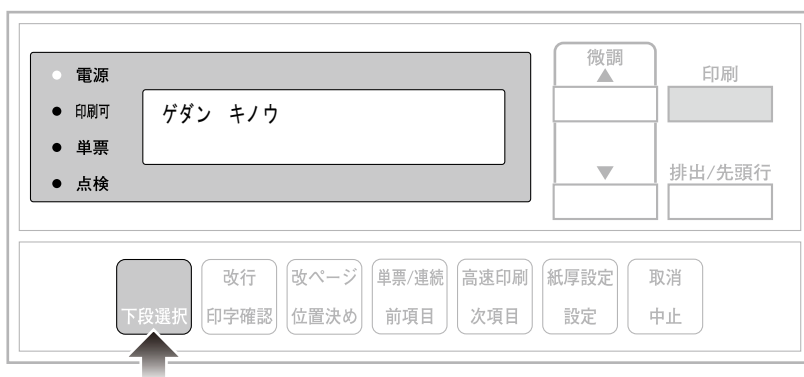 電源
印刷可
単票
点検
ゲダン キノウ
微調
▲
▼
印刷
排出/先頭行
下段選択
改行
印字確認
改ページ
位置決め
単票/連続
前項目
高速印刷
次項目
紙厚設定
設定
取消
中止